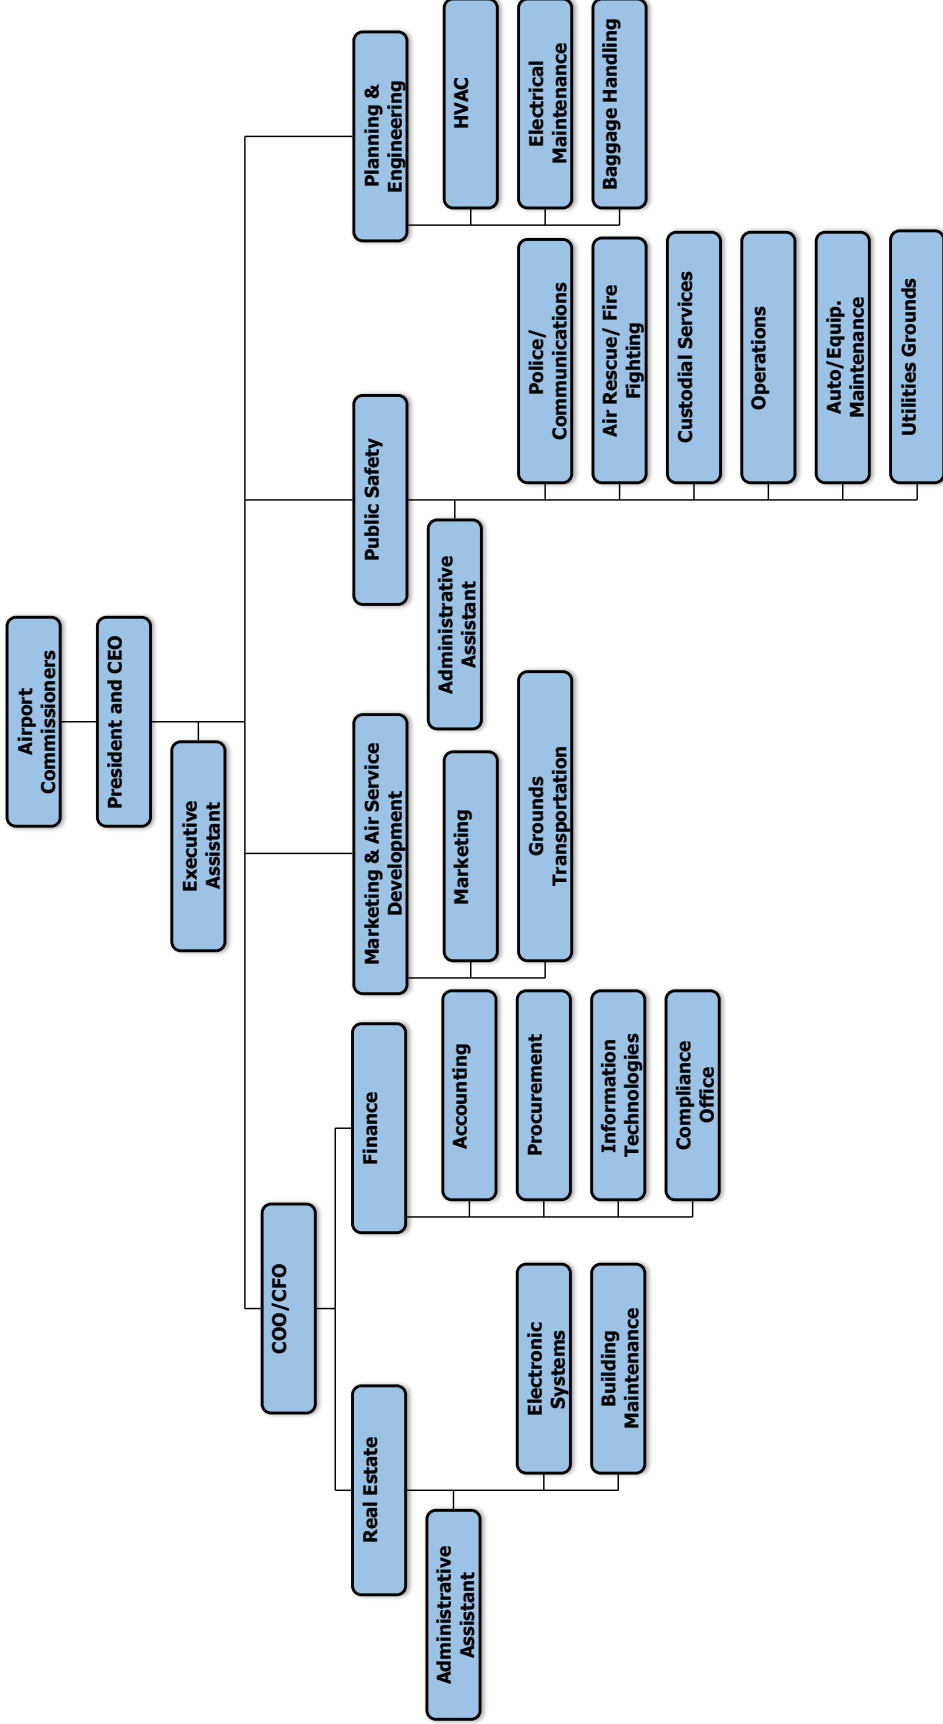 Airport
Commissioners
President and CEO
Executive
Assistant
COO/CFO
Real Estate
Finance
Marketing & Air Service
Development
Public Safety
Planning &
Engineering
Administrative
Assistant
Electronic
Systems
Building
Maintenance
Accounting
Procurement
Information
Technologies
Compliance
Office
Marketing
Grounds
Transportation
Administrative
Assistant
Police/
Communications
Air Rescue/ Fire
Fighting
Custodial Services
Operations
Auto/Equip.
Maintenance
Utilities Grounds
HVAC
Electrical
Maintenance
Baggage Handling